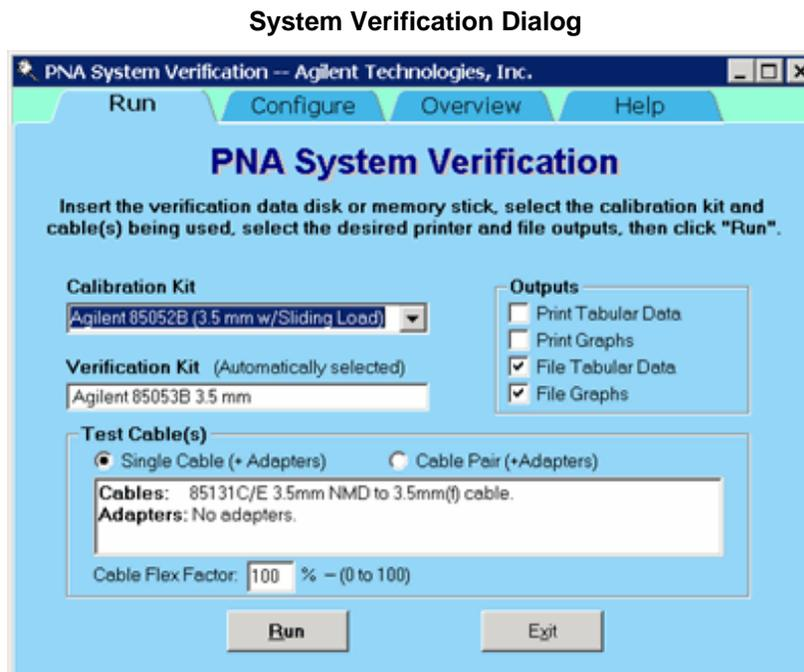 System Verification Dialog
PNA System Verification -- Agilent Technologies, Inc.
Run Configure Overview Help
PNA System Verification
Insert the verification data disk or memory stick, select the calibration kit and
cable(s) being used, select the desired printer and file outputs, then click "Run".
Calibration Kit
Agilent 85052B (3.5 mm w/Sliding Load)
Verification Kit (Automatically selected)
Agilent 85053B 3.5 mm
Outputs
Print Tabular Data
Print Graphs
File Tabular Data
File Graphs
Test Cable(s)
Single Cable (+ Adapters) Cable Pair (+Adapters)
Cables: 85131C/E 3.5mm NMD to 3.5mm(f) cable.
Adapters: No adapters.
Cable Flex Factor: 100 % – (0 to 100)
Run Exit